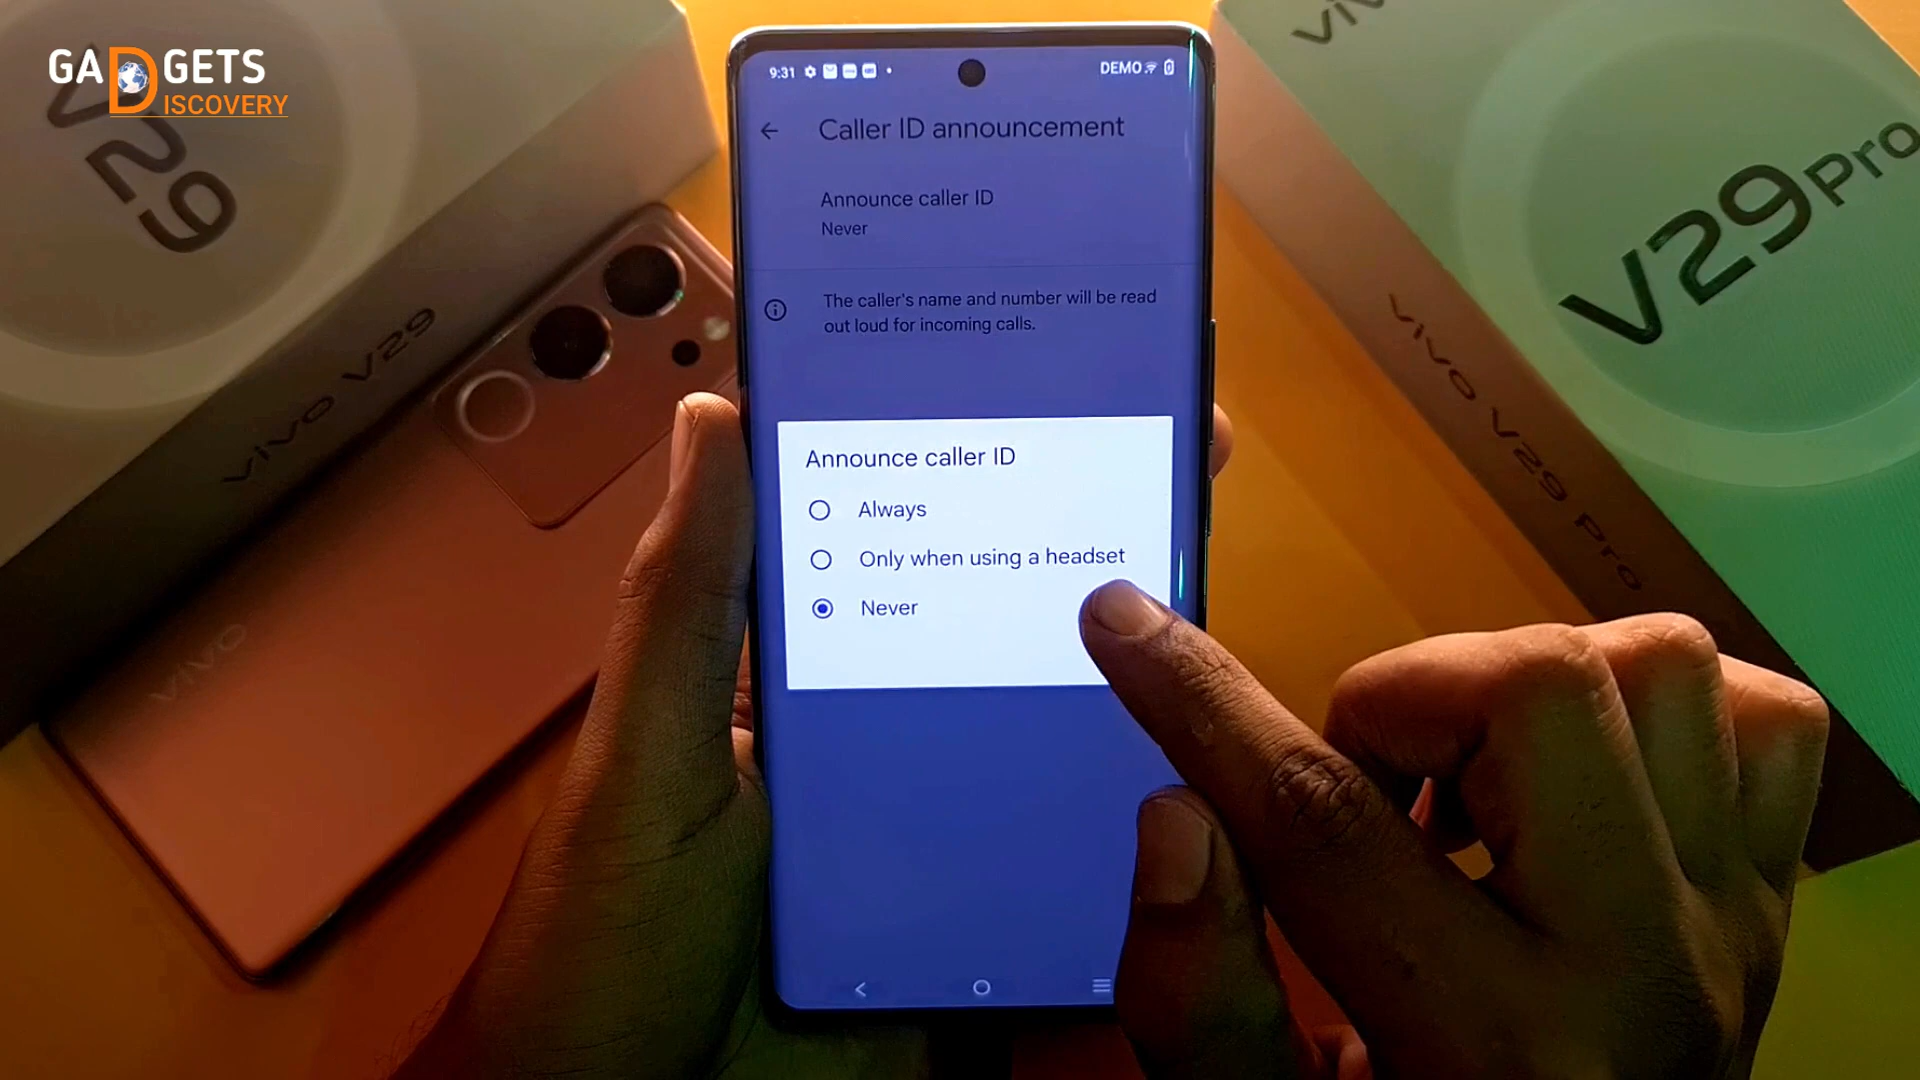 GADGETS
DISCOVERY
V29
vivo V29
vivo
9:31
DEMO
Caller ID announcement
Announce caller ID
Never
The caller's name and number will be read
out loud for incoming calls.
Announce caller ID
Always
Only when using a headset
Never
V29 Pro
vivo V29 Pro